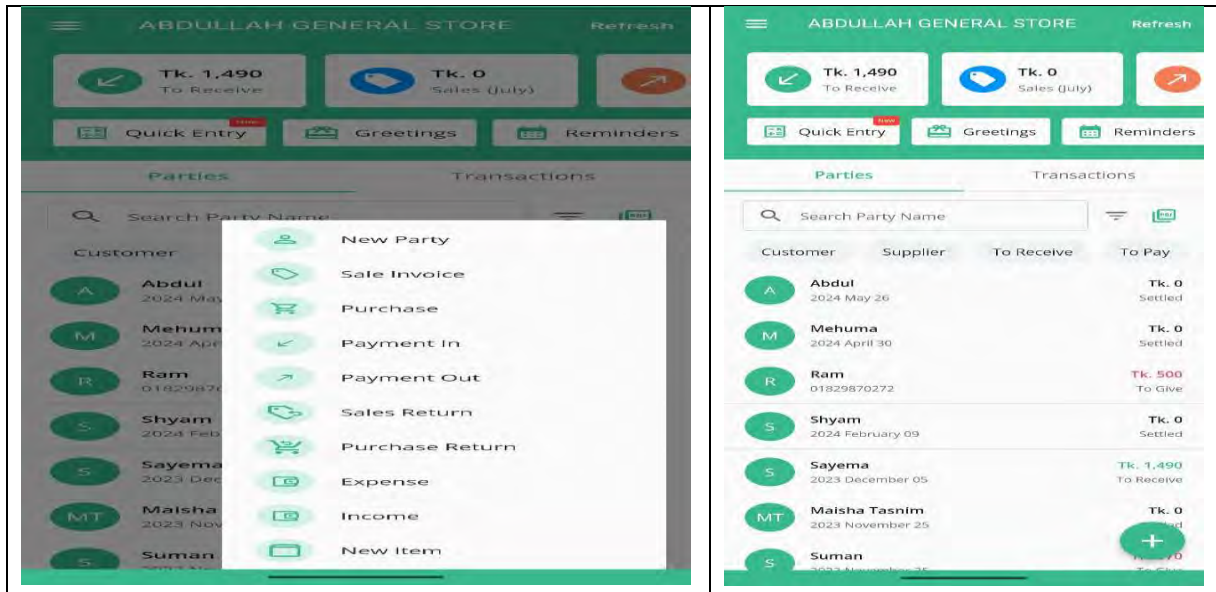 ABDULLAH GENERAL STORE Refresh
Tk. 1,490 Tk. 0
To Receive Sales (July)
Quick Entry Greetings Reminders
Parties Transactions
Search Party Name
Customer
Abdul
2024 May
Mehum
2024 Apr
Ram
0182987
Shyam
2024 Feb
Sayema
2023 Dec
Maisha
MT
2023 Nov
Suman
New Party
Sale Invoice
Purchase
Payment In
Payment Out
Sales Return
Purchase Return
Expense
Income
New Item
ABDULLAH GENERAL STORE Refresh
Tk. 1,490 Tk. 0
To Receive Sales (July)
New
Quick Entry Greetings Reminders
Parties Transactions
Search Party Name
Customer Supplier To Receive To Pay
A Abdul Tk. 0
2024 May 26 Settled
M Mehuma Tk. 0
2024 April 30 Settled
R Ram Tk. 500
01829870272 To Give
S Shyam Tk. 0
2024 February 09 Settled
S Sayema Tk. 1,490
2023 December 05 To Receive
MT Maisha Tasnim Tk. 0
2023 November 25
S Suman